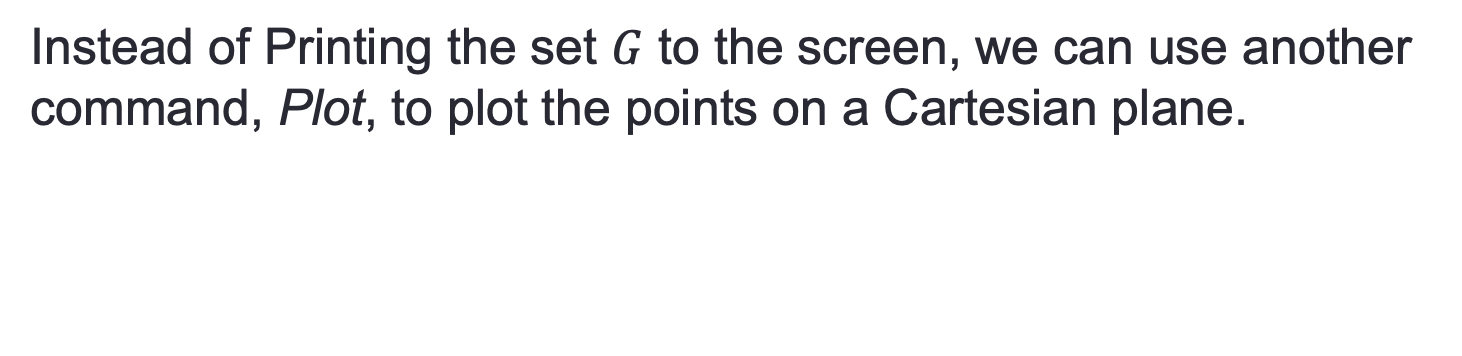 Instead of Printing the set G to the screen, we can use another
command, Plot, to plot the points on a Cartesian plane.